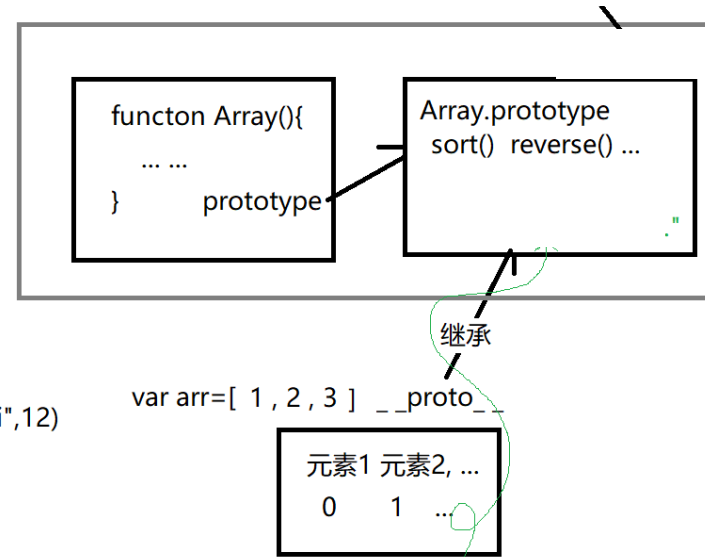 functon Array(){
... ...
} prototype
Array.prototype
sort() reverse() ...
."
继承
var arr=[ 1 , 2 , 3 ] _ _proto_ _
i",12)
元素1 元素2, ...
0 1 ...